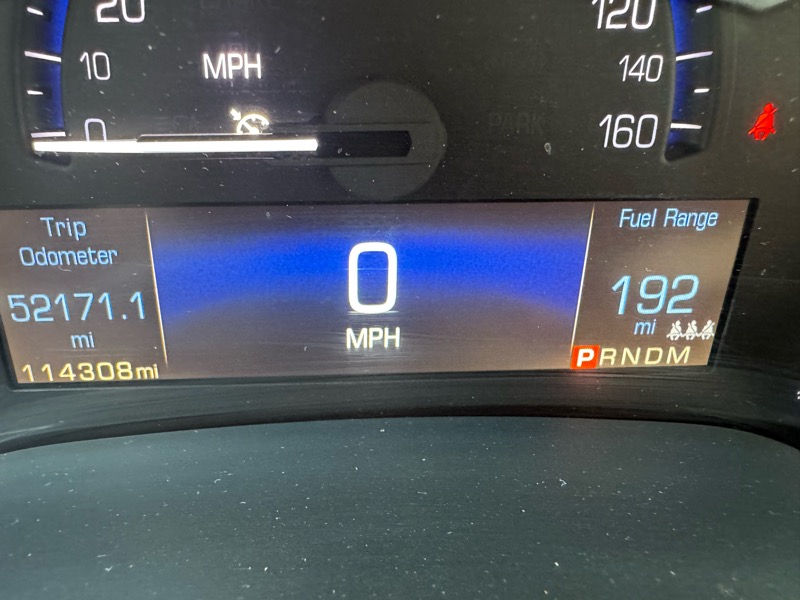 20
120
10
MPH
140
0
160
Trip
Odometer
52171.1
mi
114308mi
0
MPH
Fuel Range
192
mi
PRNDM